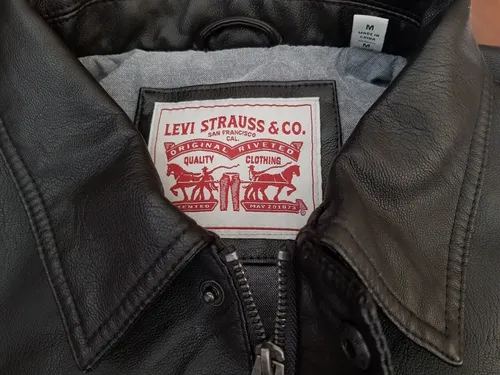 M
MADE IN
CHINA
M
LEVI STRAUSS & CO.
SAN FRANCISCO
CAL.
ORIGINAL RIVETED
QUALITY CLOTHING
MAY 20 1873